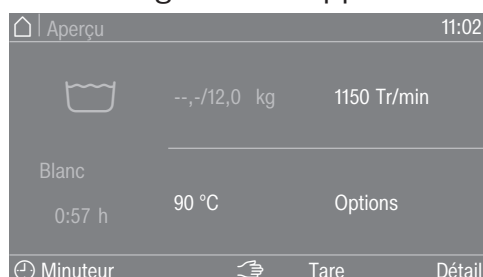 Aperçu 11:02
--,-/12,0 kg 1150 Tr/min
Blanc
0:57 h
90 °C Options
Minuteur Tare Détail